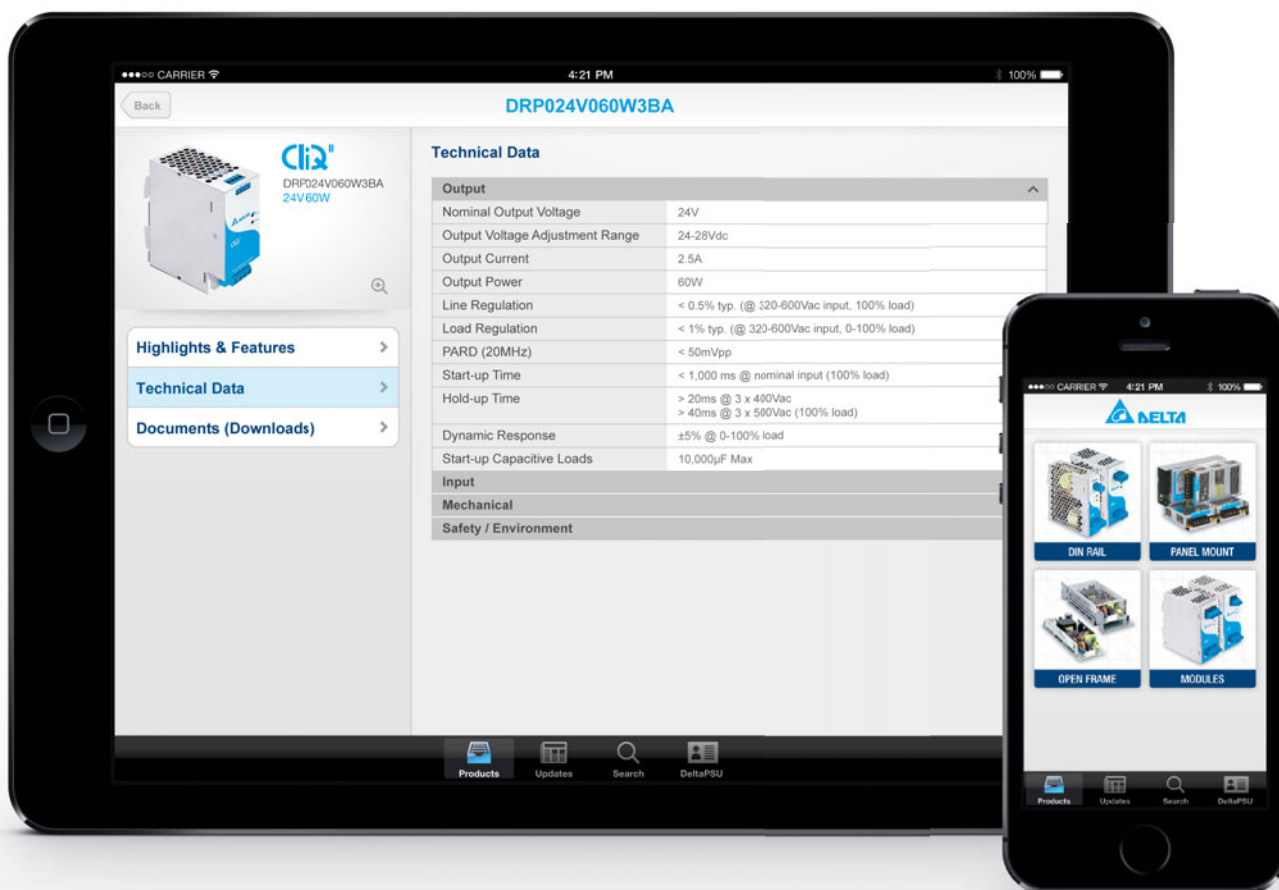 CARRIER 4:21 PM 100%
Back DRP024V060W3BA
CliQ II
DRP024V060W3BA
24V 60W
Highlights & Features
Technical Data
Documents (Downloads)
Technical Data
Output
Nominal Output Voltage 24V
Output Voltage Adjustment Range 24-28Vdc
Output Current 2.5A
Output Power 60W
Line Regulation < 0.5% typ. (@ 320-600Vac input, 100% load)
Load Regulation < 1% typ. (@ 320-600Vac input, 0-100% load)
PARD (20MHz) < 50mVpp
Start-up Time < 1,000 ms @ nominal input (100% load)
Hold-up Time > 20ms @ 3 x 400Vac
> 40ms @ 3 x 500Vac (100% load)
Dynamic Response ±5% @ 0-100% load
Start-up Capacitive Loads 10,000µF Max
Input
Mechanical
Safety / Environment
Products Updates Search DeltaPSU
CARRIER 4:21 PM 100%
DELTA
DIN RAIL PANEL MOUNT
OPEN FRAME MODULES
Products Updates Search DeltaPSU